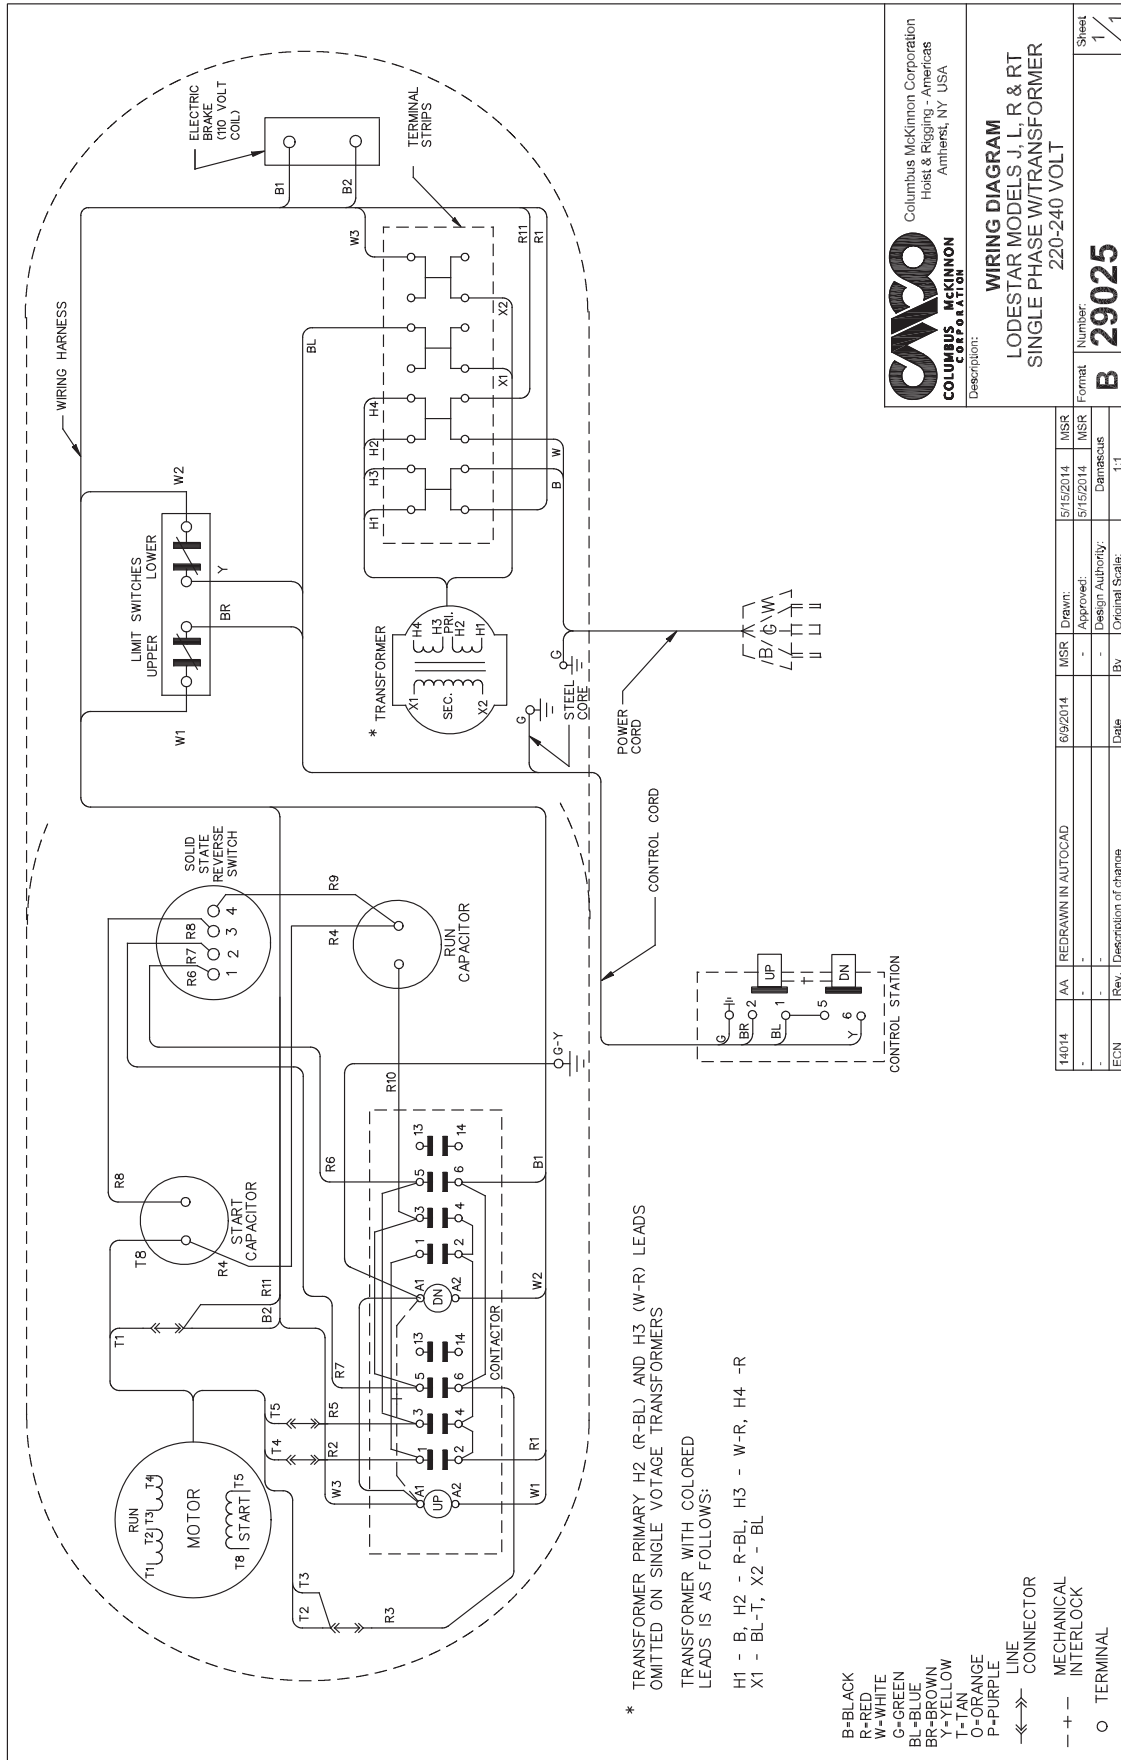 WIRING HARNESS
ELECTRIC
BRAKE
(110 VOLT
COIL)
B1
B2
TERMINAL
STRIPS
W3
R11
R1
BL
X2
X1
H4
H2
H3
H1
W
B
LIMIT SWITCHES
UPPER LOWER
W2
W1
Y
BR
* TRANSFORMER
X1
SEC.
X2
H4
H3
PRI.
H2
H1
G
G
STEEL
CORE
POWER
CORD
B G W
CONTROL CORD
SOLID
STATE
REVERSE
SWITCH
R6 R7 R8
1 2 3 4
R9
R4
RUN
CAPACITOR
R10
G-Y
R8
T8
START
CAPACITOR
R4
R11
B2
T1
R6
R7
T5
R5
T4
R2
W3
RUN
T1 T2 T3 T4
MOTOR
T8 START T5
T3
T2
R3
A1
UP
A2
1 3 5 13
2 4 6 14
CONTACTOR
A1
DN
A2
1 3 5 13
2 4 6 14
W1
R1
W2
B1
G
BR 2
BL 1
5
Y 6
UP
DN
CONTROL STATION
* TRANSFORMER PRIMARY H2 (R-BL) AND H3 (W-R) LEADS
OMITTED ON SINGLE VOTAGE TRANSFORMERS
TRANSFORMER WITH COLORED
LEADS IS AS FOLLOWS:
H1 - B, H2 - R-BL, H3 - W-R, H4 -R
X1 - BL-T, X2 - BL
B=BLACK
R=RED
W=WHITE
G=GREEN
BL=BLUE
BR=BROWN
Y=YELLOW
T=TAN
O=ORANGE
P=PURPLE
LINE
CONNECTOR
MECHANICAL
INTERLOCK
TERMINAL
COLUMBUS McKINNON
CORPORATION
Columbus McKinnon Corporation
Hoist & Rigging - Americas
Amherst, NY USA
Description:
WIRING DIAGRAM
LODESTAR MODELS J, L, R & RT
SINGLE PHASE W/TRANSFORMER
220-240 VOLT
14014 AA REDRAWN IN AUTOCAD 6/9/2014 MSR
- - - - -
- - - - -
ECN Rev. Description of change Date By
Drawn: 5/15/2014 MSR
Approved: 5/15/2014 MSR
Design Authority: Damascus
Original Scale: 1:1
Format B
Number: 29025
Sheet 1/1